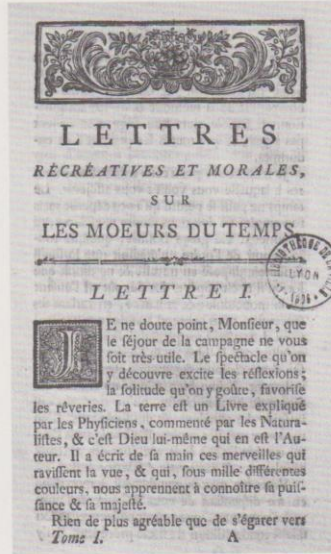 LETTRES
RÉCRÉATIVES ET MORALES,
SUR
LES MOEURS DU TEMPS
LETTRE I.
JE ne doute point, Monsieur, que
le séjour de la campagne ne vous
soit très-utile. Le spectacle qu'on
y découvre excite les réflexions;
la solitude qu'on y goûte, favorise
les rêveries. La terre est un Livre expliqué
par les Physiciens, commenté par les Natura-
listes, & c'est Dieu lui-même qui en est l'Au-
teur. Il a écrit de sa main ces merveilles qui
ravissent la vue, & qui, sous mille différentes
couleurs, nous apprennent à connoître sa puis-
sance & sa majesté.
Rien de plus agréable que de s'égarer vers
Tome I. A
LYON